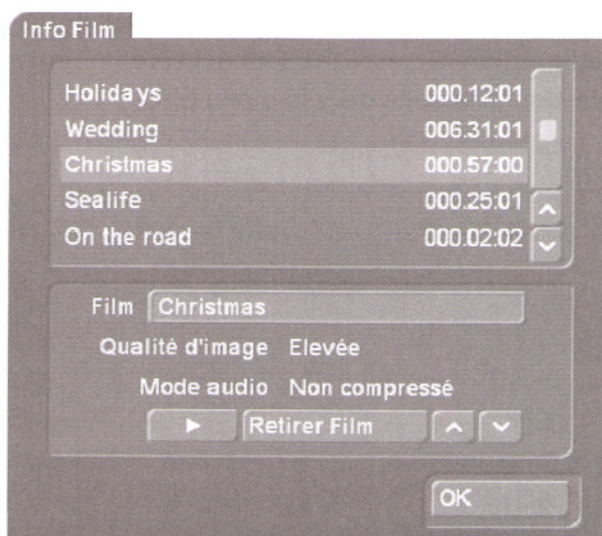 Info Film
Holidays 000.12:01
Wedding 006.31:01
Christmas 000.57:00
Sealife 000.25:01
On the road 000.02:02
Film Christmas
Qualité d'image Elevée
Mode audio Non compressé
Retirer Film
OK